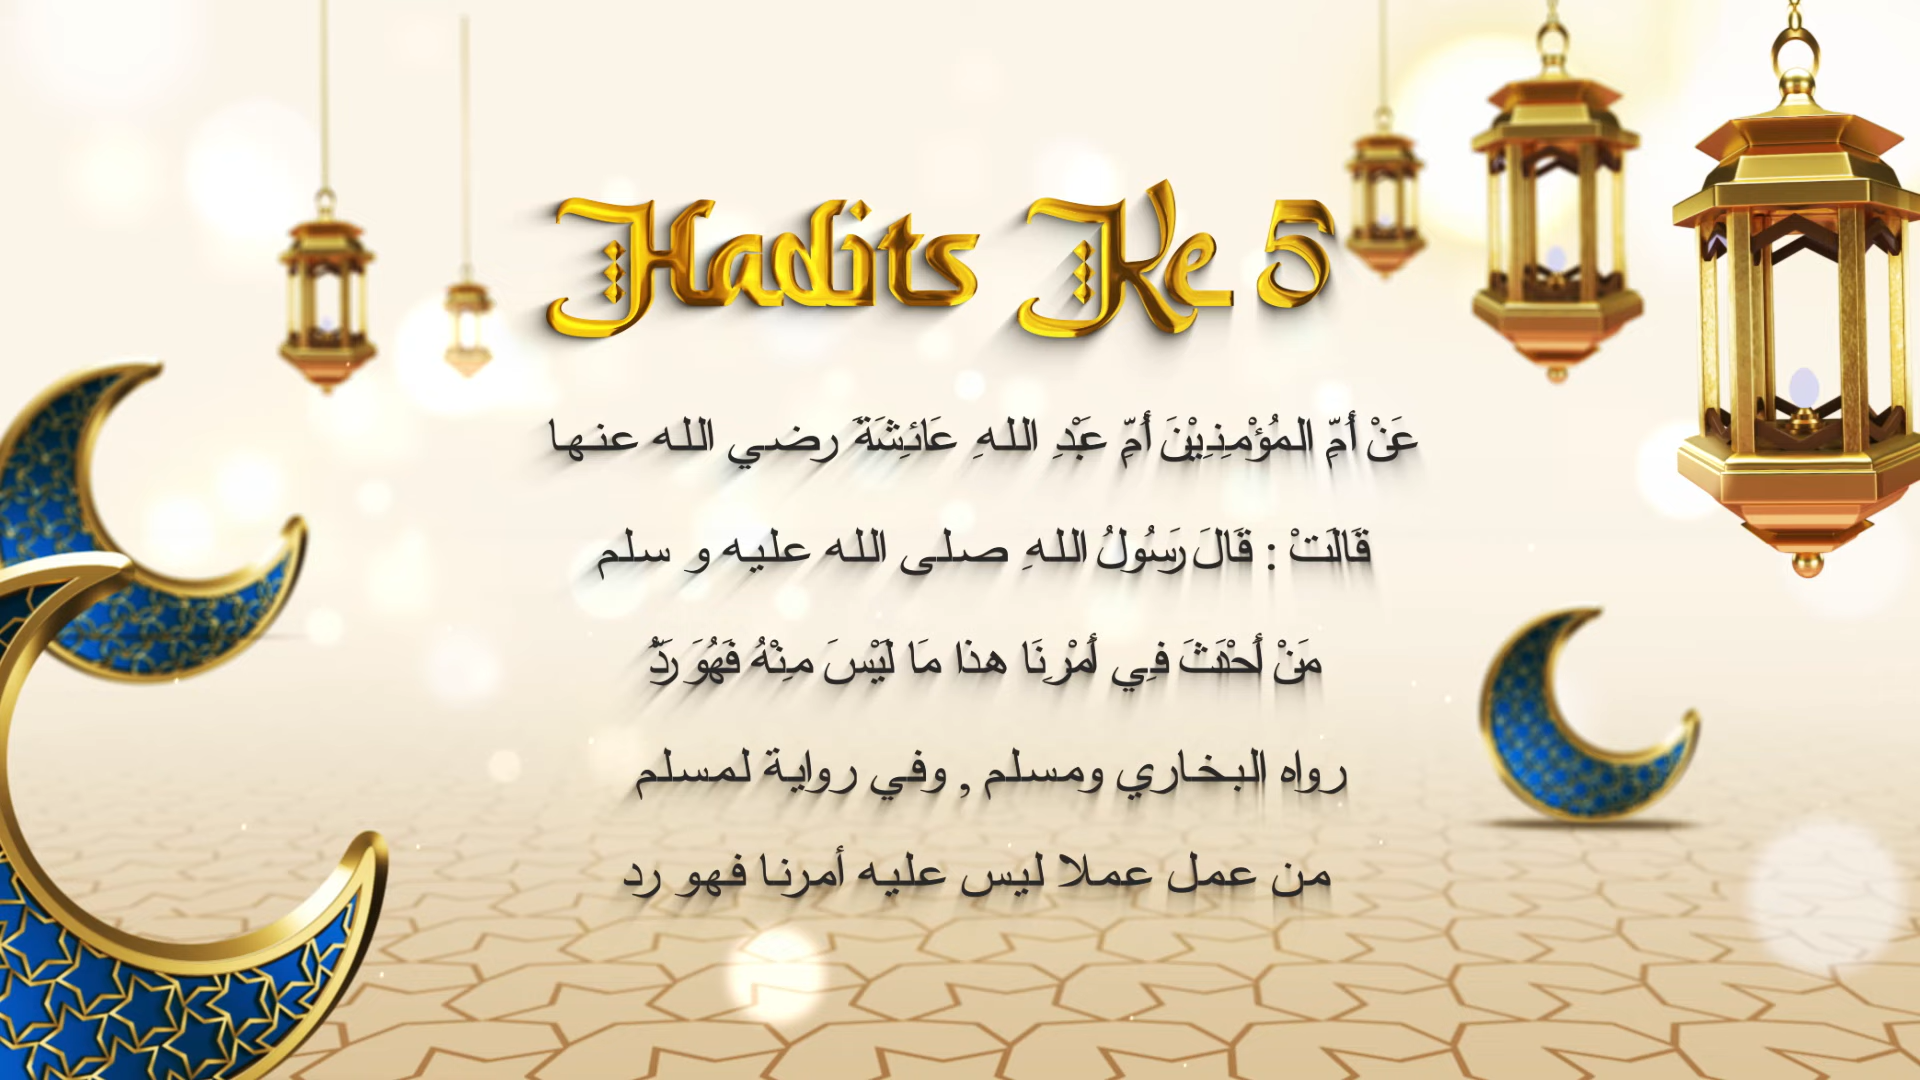 Hadits Ke 5
عَنْ أُمِّ المُؤْمِنِيْنَ أُمِّ عَبْدِ اللهِ عَائِشَةَ رضي الله عنها
قَالَتْ : قَالَ رَسُولُ اللهِ صلى الله عليه و سلم
مَنْ أَحْدَثَ فِي أَمْرِنَا هذا مَا لَيْسَ مِنْهُ فَهُوَ رَدٌّ
رواه البخاري ومسلم , وفي رواية لمسلم
من عمل عملا ليس عليه أمرنا فهو رد